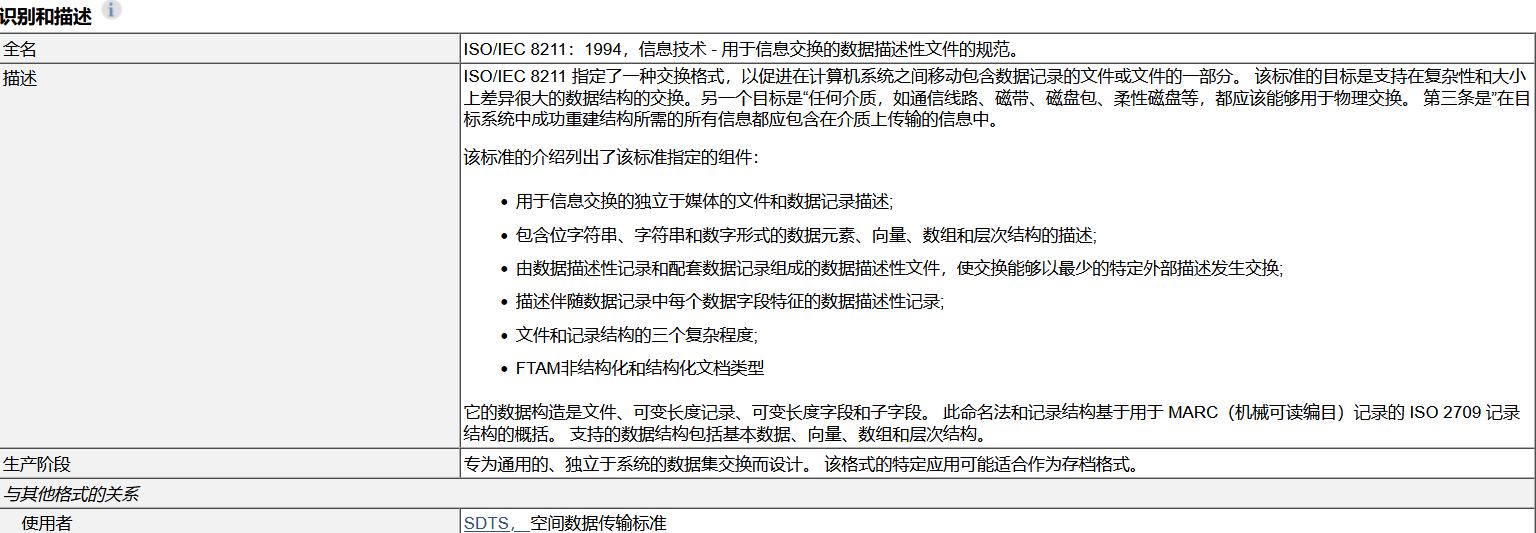 识别和描述
全名
ISO/IEC 8211：1994，信息技术 - 用于信息交换的数据描述性文件的规范。
描述
ISO/IEC 8211 指定了一种交换格式，以促进在计算机系统之间移动包含数据记录的文件或文件的一部分。 该标准的目标是支持在复杂性和大小
上差异很大的数据结构的交换。另一个目标是“任何介质，如通信线路、磁带、磁盘包、柔性磁盘等，都应该能够用于物理交换。 第三条是”在目
标系统中成功重建结构所需的所有信息都应包含在介质上传输的信息中。
该标准的介绍列出了该标准指定的组件：
• 用于信息交换的独立于媒体的文件和数据记录描述;
• 包含位字符串、字符串和数字形式的数据元素、向量、数组和层次结构的描述;
• 由数据描述性记录和配套数据记录组成的数据描述性文件，使交换能够以最少的特定外部描述发生交换;
• 描述伴随数据记录中每个数据字段特征的数据描述性记录;
• 文件和记录结构的三个复杂程度;
• FTAM非结构化和结构化文档类型
它的数据构造是文件、可变长度记录、可变长度字段和子字段。 此命名法和记录结构基于用于 MARC（机械可读编目）记录的 ISO 2709 记录
结构的概括。 支持的数据结构包括基本数据、向量、数组和层次结构。
生产阶段
专为通用的、独立于系统的数据集交换而设计。 该格式的特定应用可能适合作为存档格式。
与其他格式的关系
使用者
SDTS，空间数据传输标准